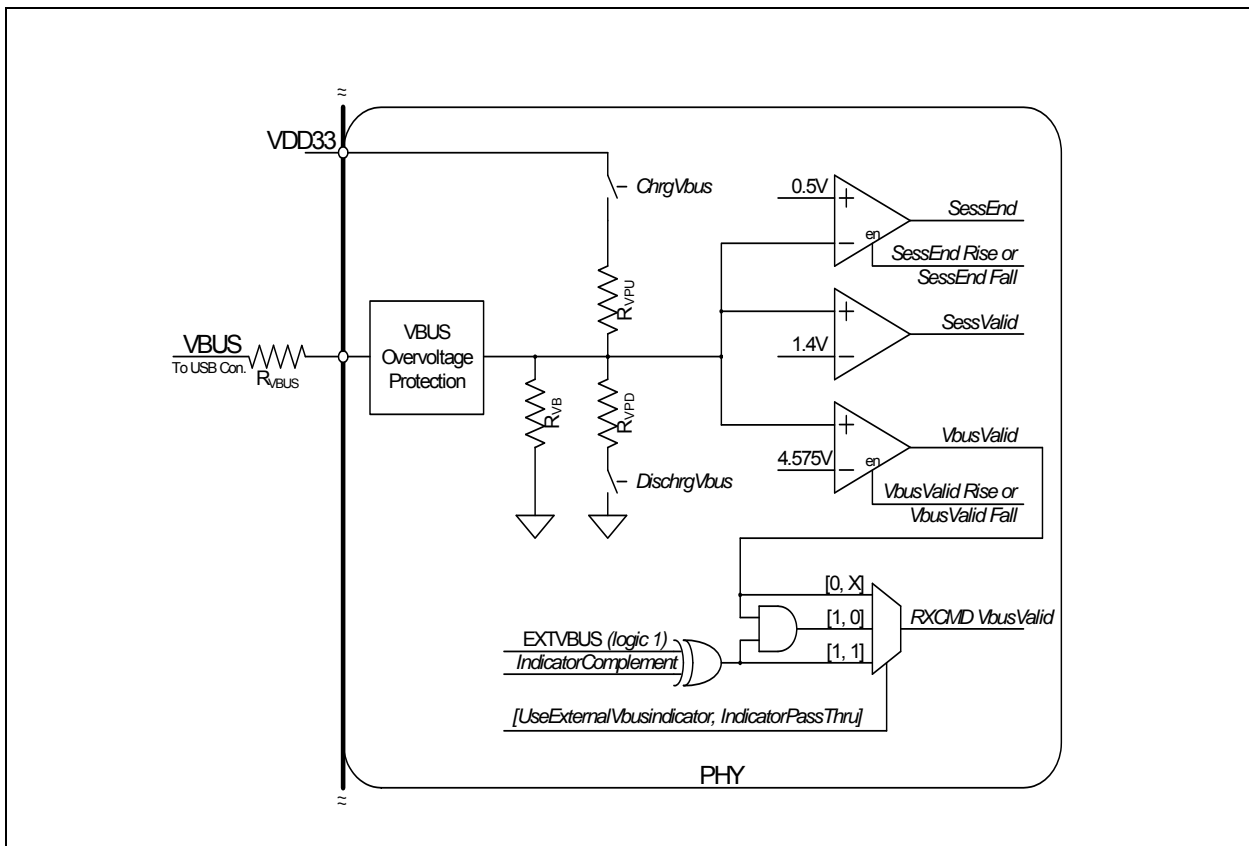 ≈
VDD33
ChrgVbus
0.5V
+
SessEnd
en
−
SessEnd Rise or
SessEnd Fall
RVPU
+
SessValid
1.4V
−
VBUS
To USB Con.
RVBUS
VBUS
Overvoltage
Protection
RVB
RVPD
+
VbusValid
4.575V
−
en
DischrgVbus
VbusValid Rise or
VbusValid Fall
[0, X]
[1, 0]
RXCMD VbusValid
EXTVBUS (logic 1)
IndicatorComplement
[1, 1]
[UseExternalVbusindicator, IndicatorPassThru]
PHY
≈